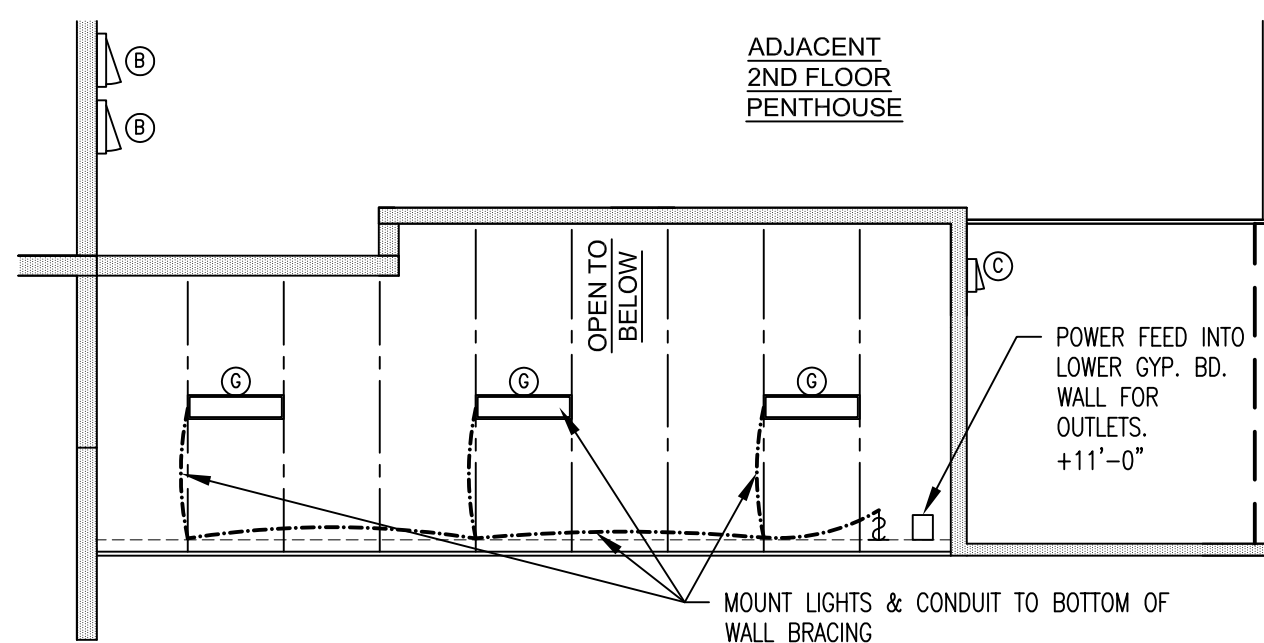 ADJACENT
2ND FLOOR
PENTHOUSE
B
B
OPEN TO
BELOW
C
G
G
G
POWER FEED INTO
LOWER GYP. BD.
WALL FOR
OUTLETS.
+11'-0"
MOUNT LIGHTS & CONDUIT TO BOTTOM OF
WALL BRACING